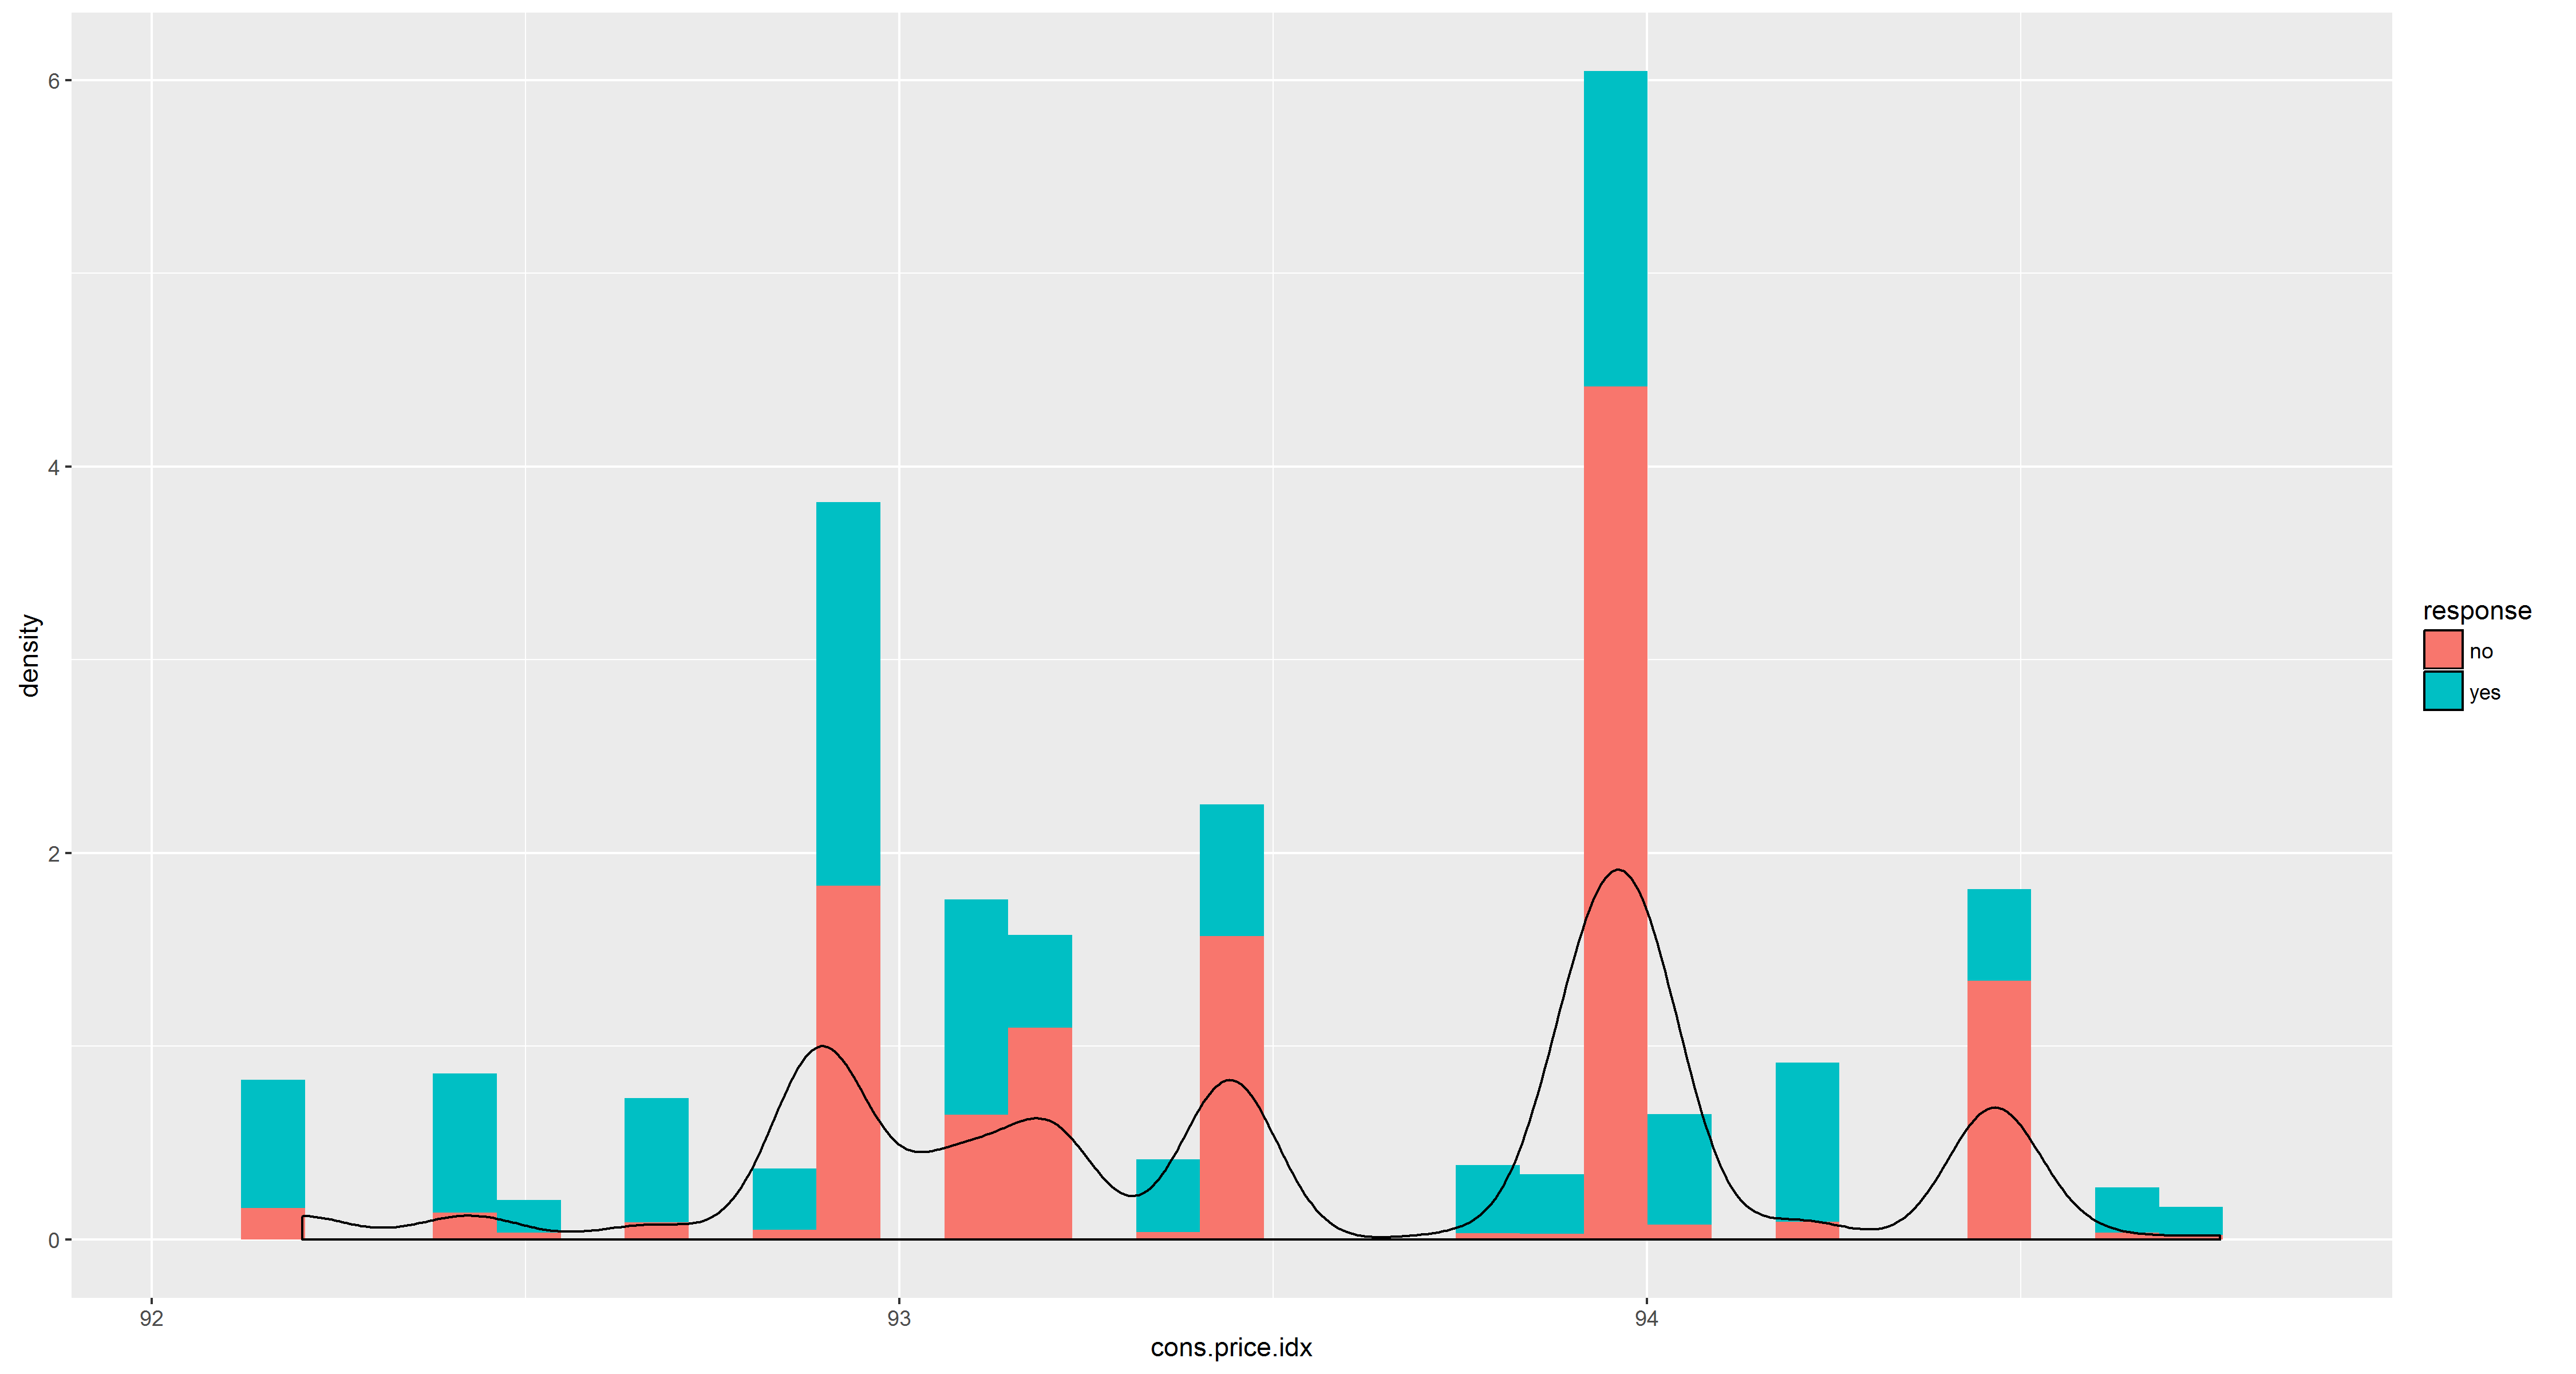 6
4
2
0
density
92
93
94
cons.price.idx
response
no
yes